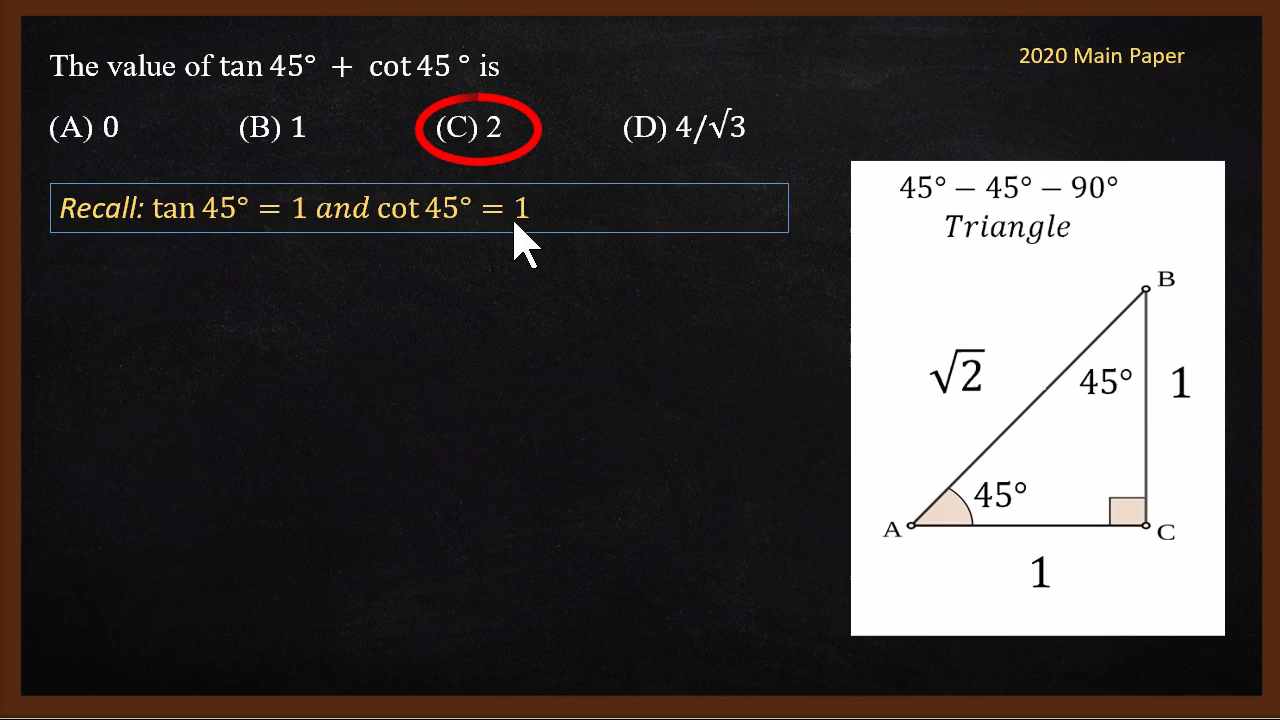 The value of tan 45° + cot 45 ° is
2020 Main Paper
(A) 0 (B) 1 (C) 2 (D) 4/√3
Recall: tan 45° = 1 and cot 45° = 1
45° − 45° − 90°
Triangle
B
√2
45°
1
45°
A
C
1